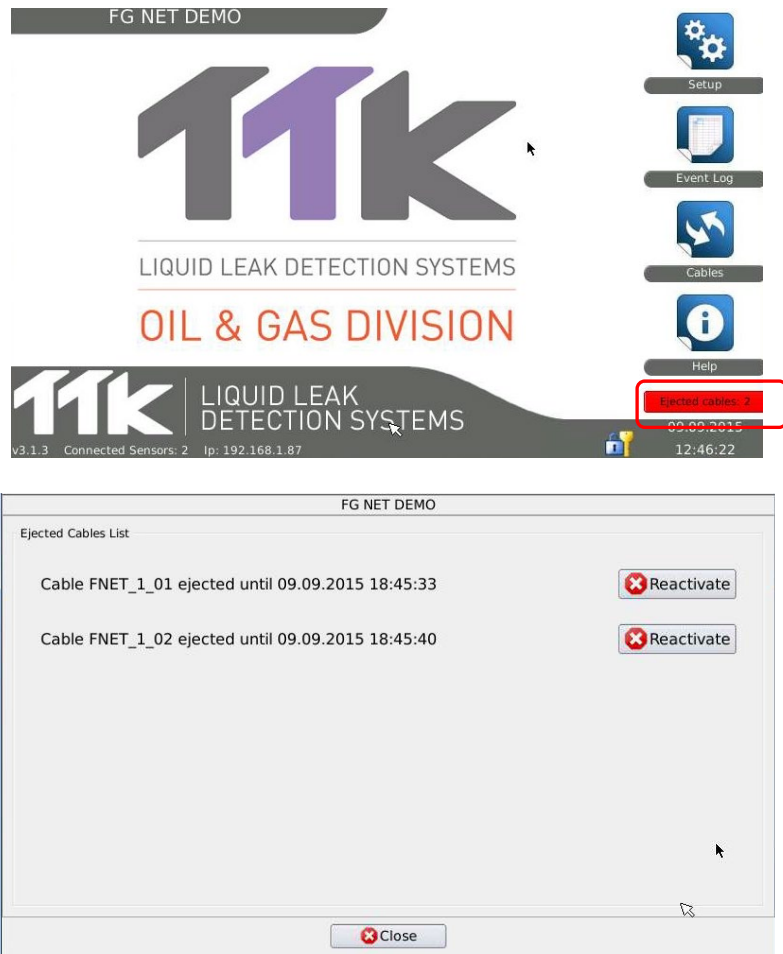 FG NET DEMO
TTK
LIQUID LEAK DETECTION SYSTEMS
OIL & GAS DIVISION
Setup
Event Log
Cables
Help
Ejected cables: 2
TTK
LIQUID LEAK
DETECTION SYSTEMS
v3.1.3 Connected Sensors: 2 Ip: 192.168.1.87
09.09.2015
12:46:22
FG NET DEMO
Ejected Cables List
Cable FNET_1_01 ejected until 09.09.2015 18:45:33 Reactivate
Cable FNET_1_02 ejected until 09.09.2015 18:45:40 Reactivate
Close